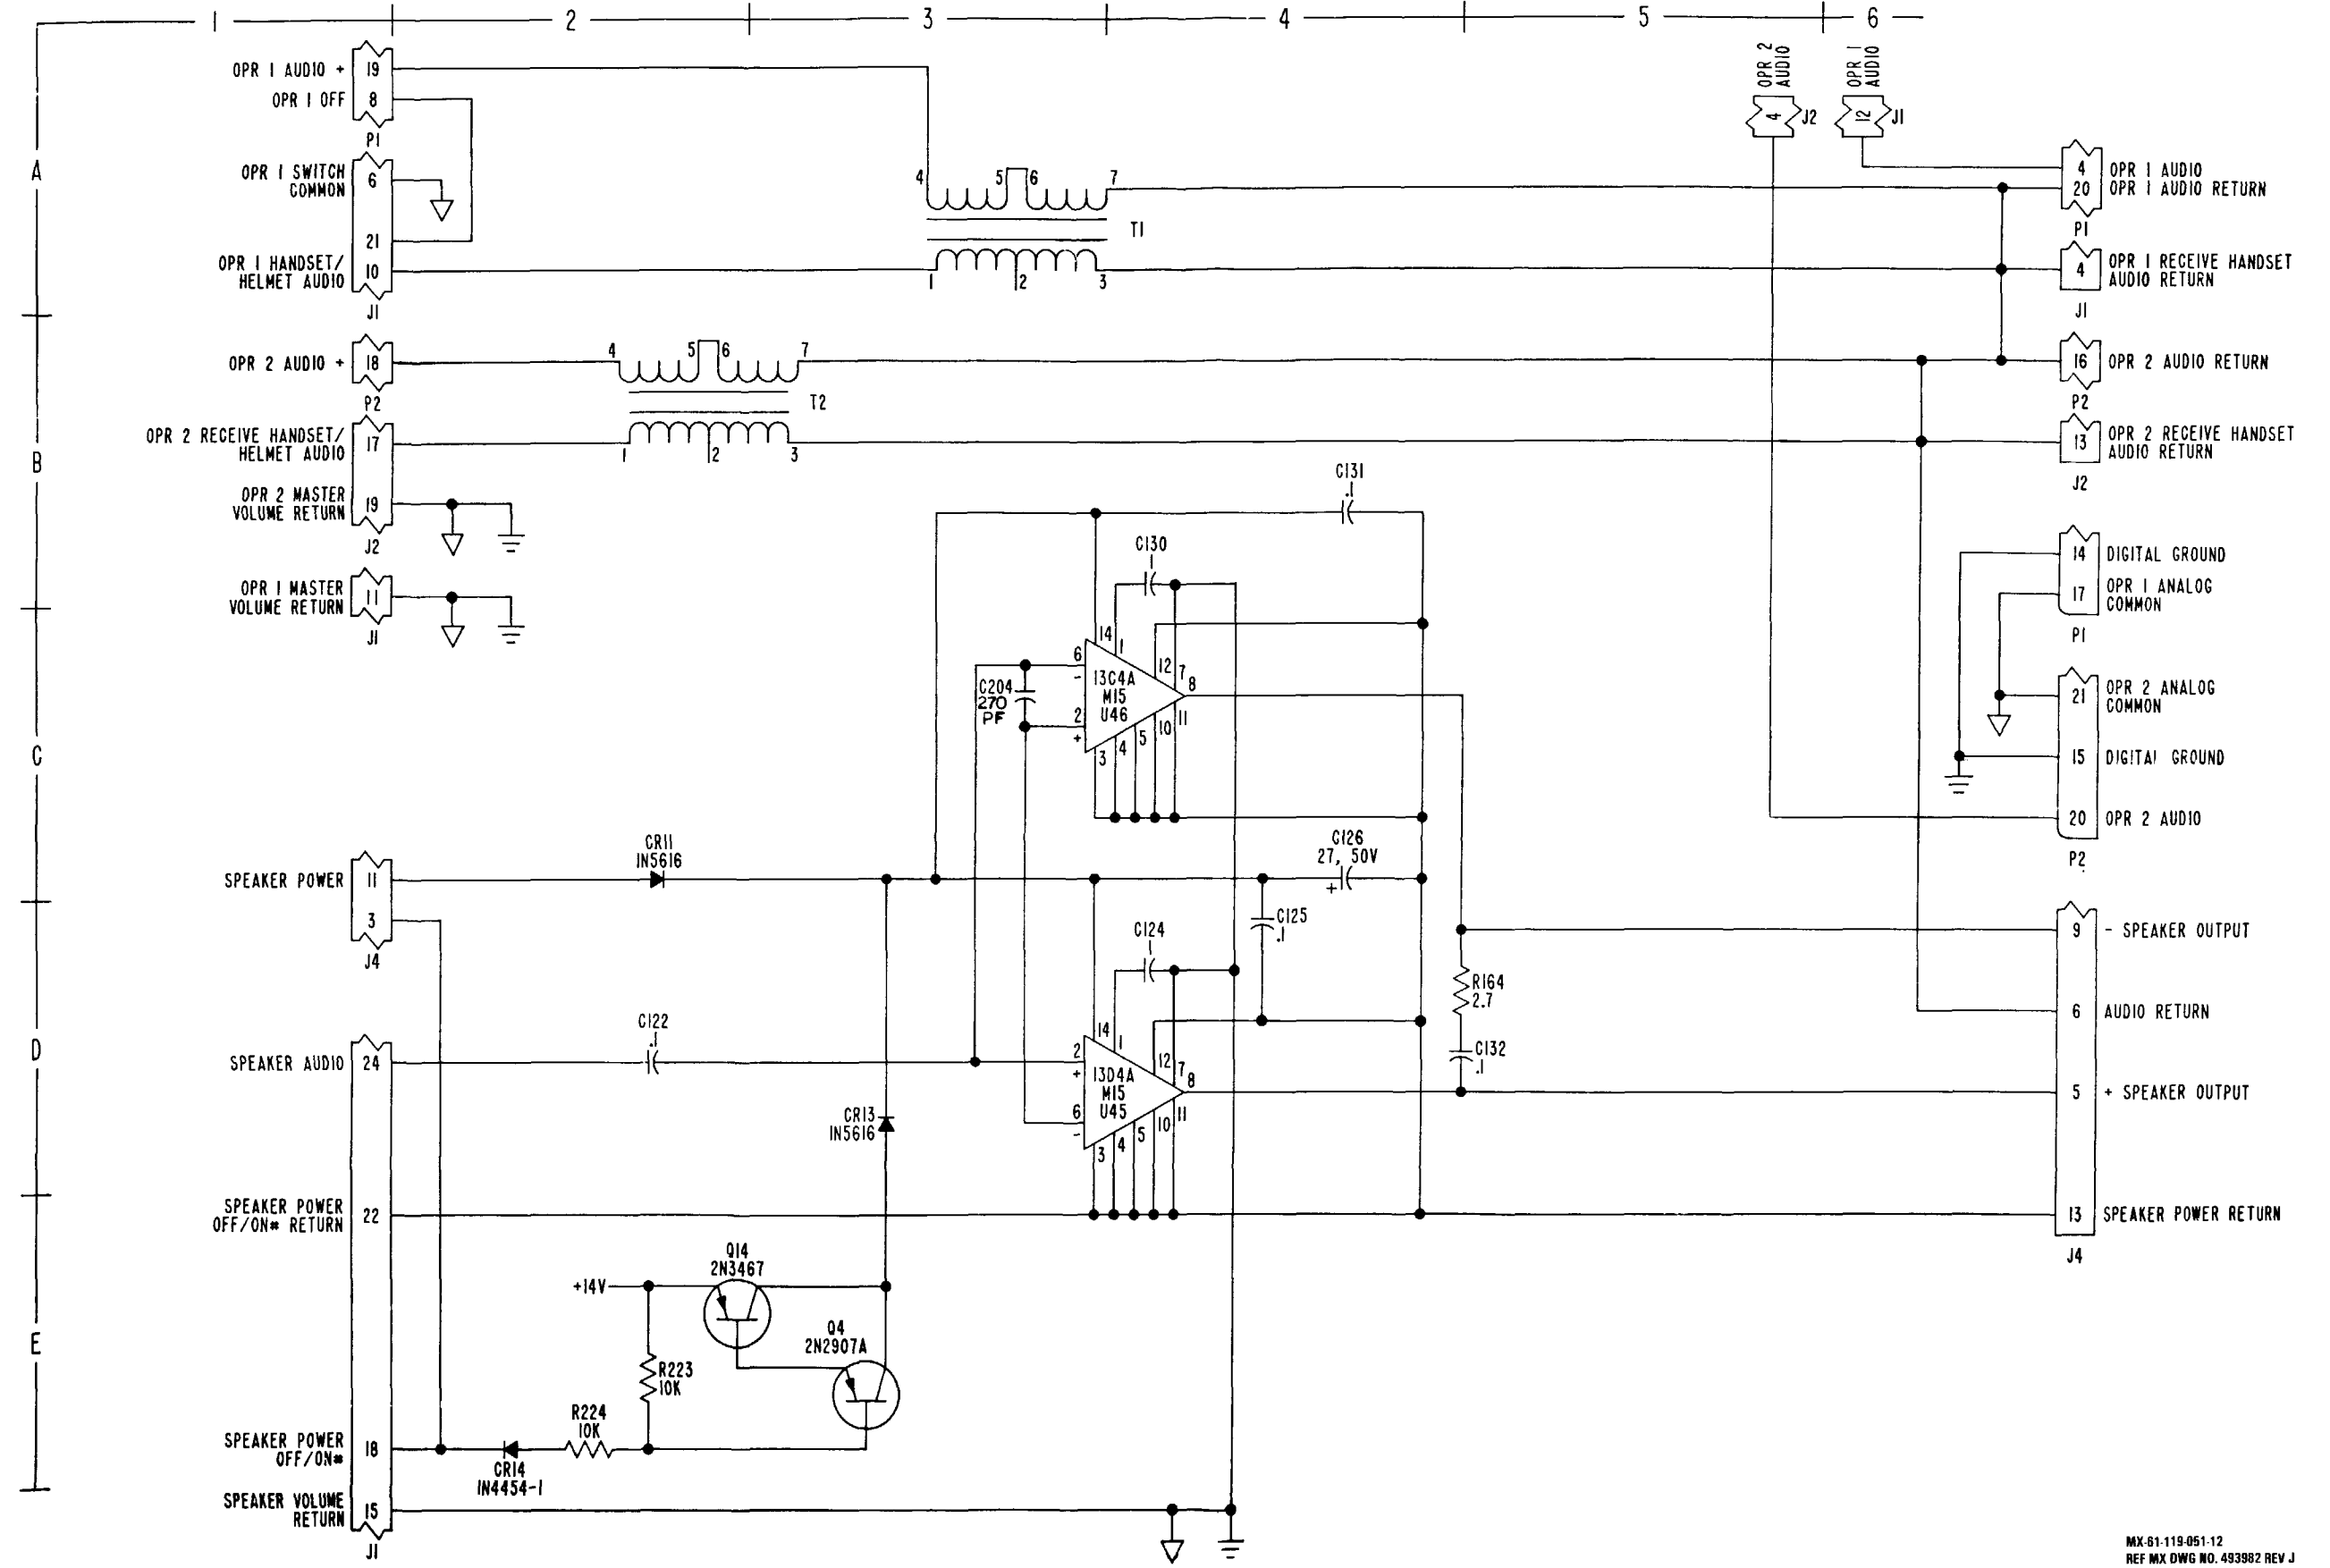 1 2 3 4 5 6
A
B
C
D
E
OPR 1 AUDIO + 19
OPR 1 OFF 8
P1
OPR 1 SWITCH
COMMON 6
21
OPR 1 HANDSET/
HELMET AUDIO 10
J1
OPR 2 AUDIO + 18
P2
OPR 2 RECEIVE HANDSET/
HELMET AUDIO 17
OPR 2 MASTER
VOLUME RETURN 19
J2
OPR 1 MASTER
VOLUME RETURN 11
J1
SPEAKER POWER 11
3
J4
SPEAKER AUDIO 24
SPEAKER POWER
OFF/ON* RETURN 22
SPEAKER POWER
OFF/ON* 18
SPEAKER VOLUME
RETURN 15
J1
4 5 6 7
T1
1 2 3
4 5 6 7
T2
1 2 3
C131
.1
C130
14 1 12 7 8
6
-
13C4A
M15
U46
2
+
3 4 5 10 11
C204
270
PF
CR11
1N5616
C126
27, 50V
+
C125
.1
C124
C122
.1
14 1 12 7 8
2
+
13D4A
M15
U45
6
-
3 4 5 10 11
CR13
1N5616
R164
2.7
C132
.1
Q14
2N3467
+14V
Q4
2N2907A
R223
10K
R224
10K
CR14
1N4454-1
OPR 2
AUDIO
4 J2
OPR 1
AUDIO
12 J1
4 OPR 1 AUDIO
20 OPR 1 AUDIO RETURN
P1
4 OPR 1 RECEIVE HANDSET
AUDIO RETURN
J1
16 OPR 2 AUDIO RETURN
P2
13 OPR 2 RECEIVE HANDSET
AUDIO RETURN
J2
14 DIGITAL GROUND
17 OPR 1 ANALOG
COMMON
P1
21 OPR 2 ANALOG
COMMON
15 DIGITAL GROUND
20 OPR 2 AUDIO
P2
9 - SPEAKER OUTPUT
6 AUDIO RETURN
5 + SPEAKER OUTPUT
13 SPEAKER POWER RETURN
J4
MX-61-119-051-12
REF MX DWG NO. 493982 REV J